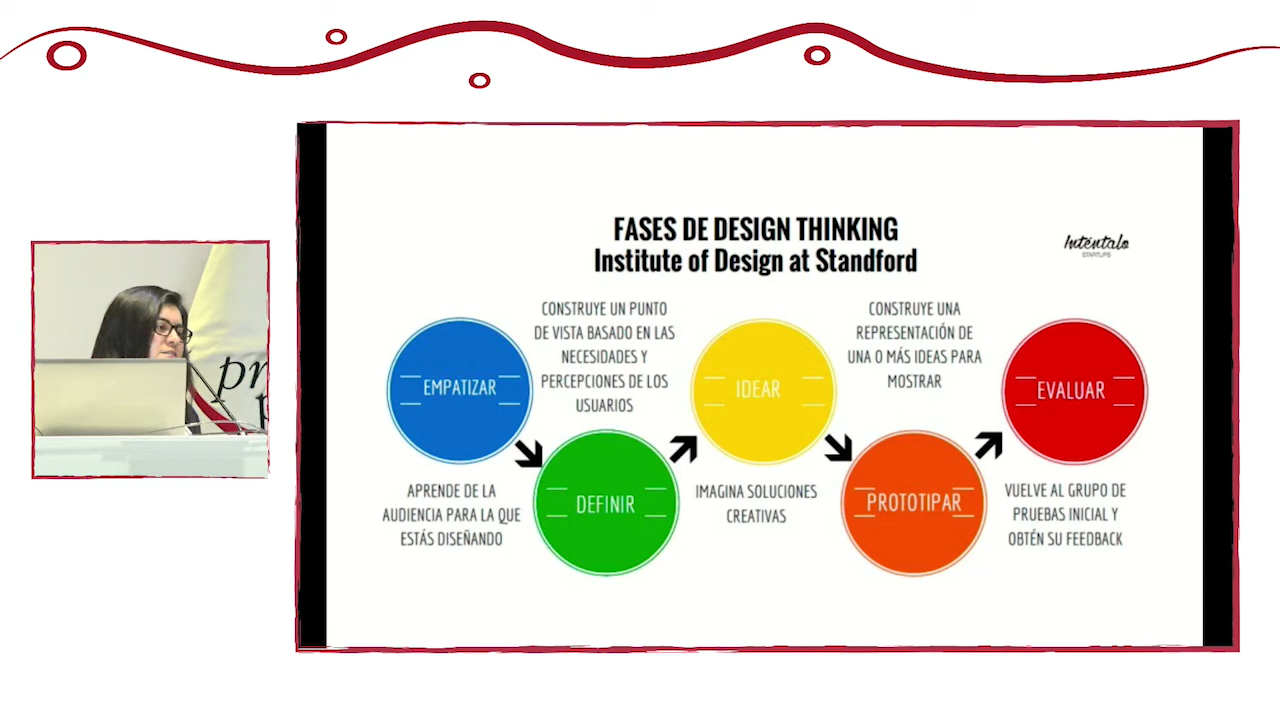 FASES DE DESIGN THINKING
Institute of Design at Standford
Inténtalo
STARTUPS
EMPATIZAR
APRENDE DE LA
AUDIENCIA PARA LA QUE
ESTÁS DISEÑANDO
CONSTRUYE UN PUNTO
DE VISTA BASADO EN LAS
NECESIDADES Y
PERCEPCIONES DE LOS
USUARIOS
DEFINIR
IDEAR
IMAGINA SOLUCIONES
CREATIVAS
CONSTRUYE UNA
REPRESENTACIÓN DE
UNA O MÁS IDEAS PARA
MOSTRAR
PROTOTIPAR
EVALUAR
VUELVE AL GRUPO DE
PRUEBAS INICIAL Y
OBTÉN SU FEEDBACK